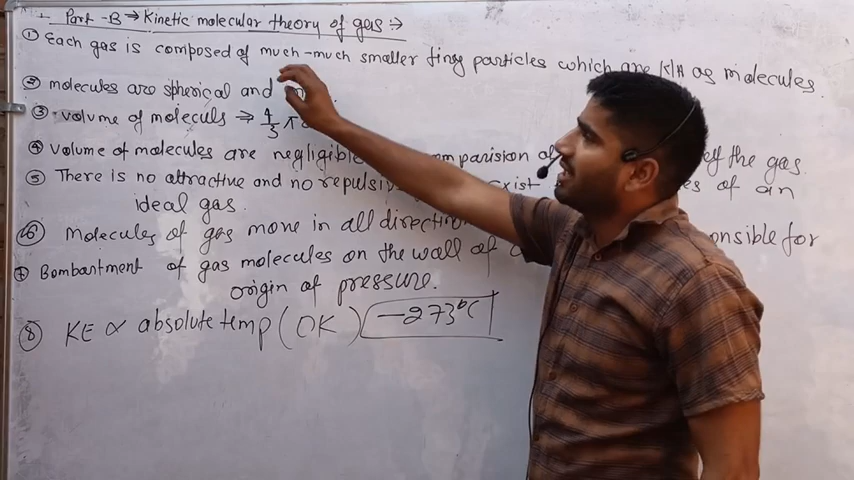 Part-B → Kinetic molecular theory of gas :→
① Each gas is composed of much-much smaller tiny particles which are K/A as molecules.
② molecules are spherical and
③ volume of moleculs ⇒ 4/3 π
④ volume of molecules are negligible comparision of the gas.
⑤ There is no attractive and no repulsive exist of an
ideal gas.
⑥ molecules of gas move in all direction
⑦ Bombartment of gas molecules on the wall of onsible for
origin of pressure.
⑧ KE ∝ absolute temp (OK) -273°C